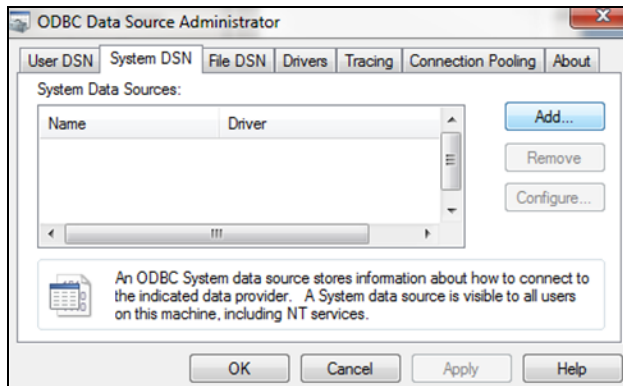 ODBC Data Source Administrator
User DSN System DSN File DSN Drivers Tracing Connection Pooling About
System Data Sources:
Name Driver
Add...
Remove
Configure...
An ODBC System data source stores information about how to connect to
the indicated data provider. A System data source is visible to all users
on this machine, including NT services.
OK Cancel Apply Help